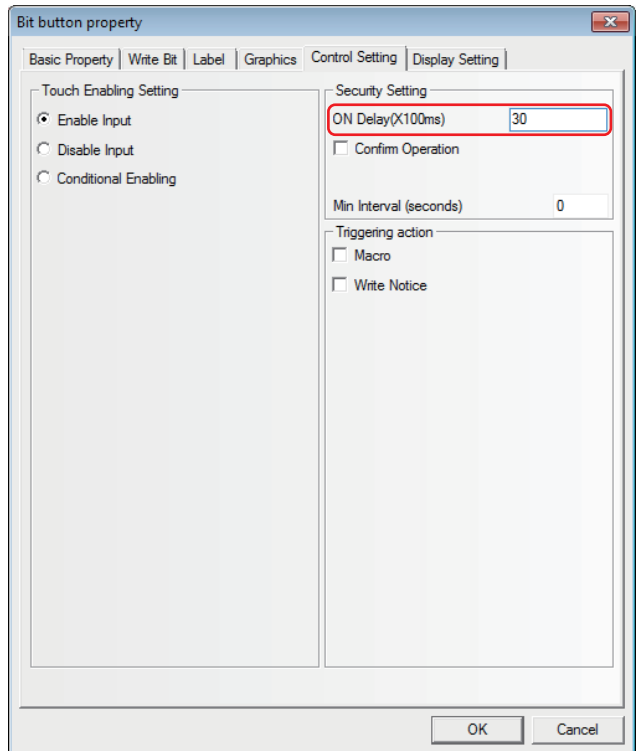 Bit button property
Basic Property Write Bit Label Graphics Control Setting Display Setting
Touch Enabling Setting
Enable Input
Disable Input
Conditional Enabling
Security Setting
ON Delay(X100ms) 30
Confirm Operation
Min Interval (seconds) 0
Triggering action
Macro
Write Notice
OK Cancel